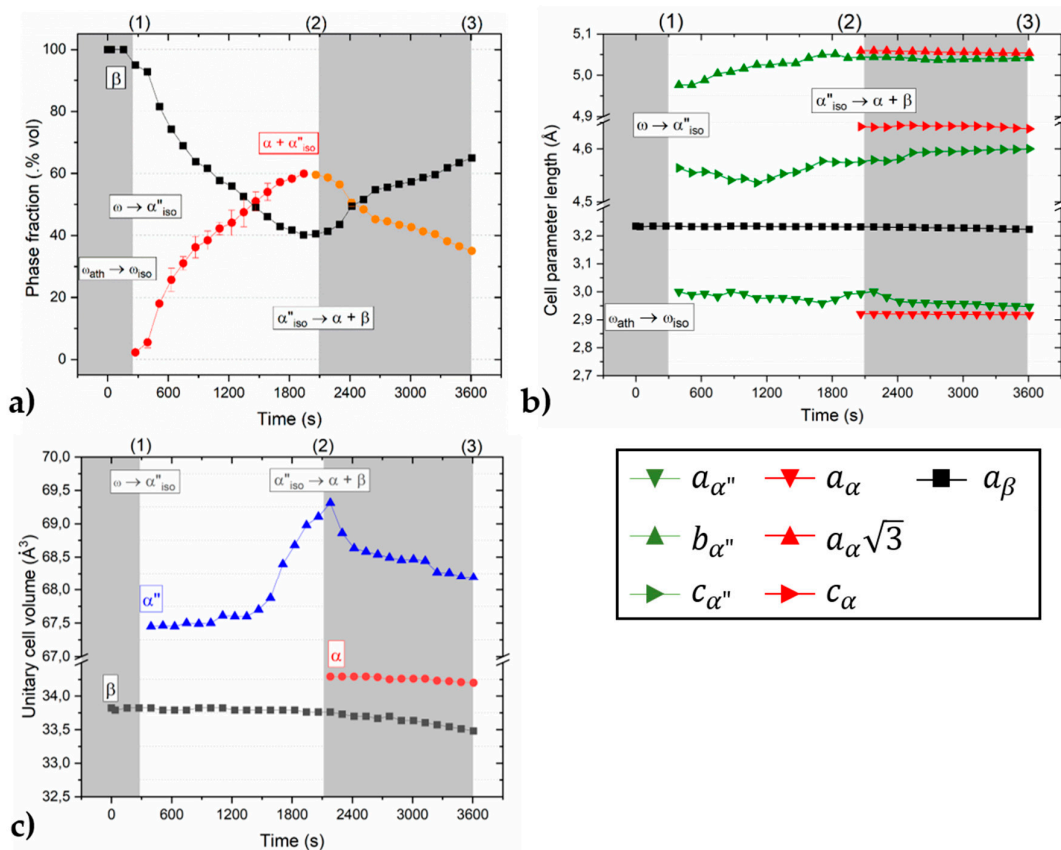 (1) (2) (3)
100
80
60
40
20
0
Phase fraction (.% vol)
β
α + α"iso
ω → α"iso
ωath → ωiso
α"iso → α + β
0 600 1200 1800 2400 3000 3600
Time (s)
a)
(1) (2) (3)
5,1
5,0
4,9
4,6
4,5
3,2
3,1
3,0
2,9
2,8
2,7
Cell parameter length (Å)
α"iso → α + β
ω → α"iso
ωath → ωiso
0 600 1200 1800 2400 3000 3600
Time (s)
b)
(1) (2) (3)
70,0
69,5
69,0
68,5
68,0
67,5
67,0
34,0
33,5
33,0
32,5
Unitary cell volume (Å³)
ω → α"iso
α"iso → α + β
α"
α
β
0 600 1200 1800 2400 3000 3600
Time (s)
c)
aα" aα aβ
bα" aα√3
cα" cα